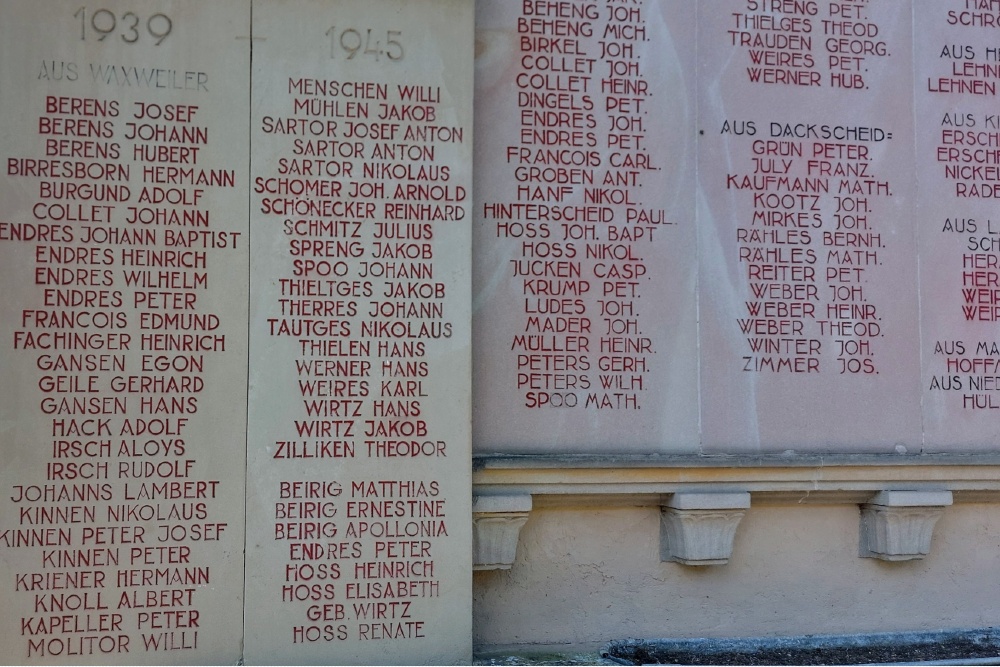 1939
AUS WAXWEILER
BERENS JOSEF
BERENS JOHANN
BERENS HUBERT
BIRRESBORN HERMANN
BURGUND ADOLF
COLLET JOHANN
ENDRES JOHANN BAPTIST
ENDRES HEINRICH
ENDRES WILHELM
ENDRES PETER
FRANCOIS EDMUND
FACHINGER HEINRICH
GANSEN EGON
GEILE GERHARD
GANSEN HANS
HACK ADOLF
IRSCH ALOYS
IRSCH RUDOLF
JOHANNS LAMBERT
KINNEN NIKOLAUS
KINNEN PETER JOSEF
KINNEN PETER
KRIENER HERMANN
KNOLL ALBERT
KAPELLER PETER
MOLITOR WILLI
1945
MENSCHEN WILLI
MÜHLEN JAKOB
SARTOR JOSEF ANTON
SARTOR ANTON
SARTOR NIKOLAUS
SCHOMER JOH. ARNOLD
SCHÖNECKER REINHARD
SCHMITZ JULIUS
SPRENG JAKOB
SPOO JOHANN
THIELTGES JAKOB
THERRES JOHANN
TAUTGES NIKOLAUS
THIELEN HANS
WERNER HANS
WEIRES KARL
WIRTZ HANS
WIRTZ JAKOB
ZILLIKEN THEODOR
BEIRIG MATTHIAS
BEIRIG ERNESTINE
BEIRIG APOLLONIA
ENDRES PETER
HOSS HEINRICH
HOSS ELISABETH
GEB. WIRTZ
HOSS RENATE
BEHENG JOH.
BEHENG MICH.
BIRKEL JOH.
COLLET JOH.
COLLET HEINR.
DINGELS PET.
ENDRES JOH.
ENDRES PET.
FRANCOIS CARL.
GROBEN ANT.
HANF NIKOL.
HINTERSCHEID PAUL.
HOSS JOH. BAPT
HOSS NIKOL.
JUCKEN CASP.
KRUMP PET.
LUDES JOH.
MADER JOH.
MÜLLER HEINR.
PETERS GERH.
PETERS WILH.
SPOO MATH.
STRENG PET.
THIELGES THEOD
TRAUDEN GEORG.
WEIRES PET.
WERNER HUB.
AUS DACKSCHEID=
GRÜN PETER.
JULY FRANZ.
KAUFMANN MATH.
KOOTZ JOH.
MIRKES JOH.
RÄHLES BERNH.
RÄHLES MATH.
REITER PET.
WEBER JOH.
WEBER HEINR.
WEBER THEOD.
WINTER JOH.
ZIMMER JOS.
AUS
LEHNEN
AUS
AUS
AUS
AUS